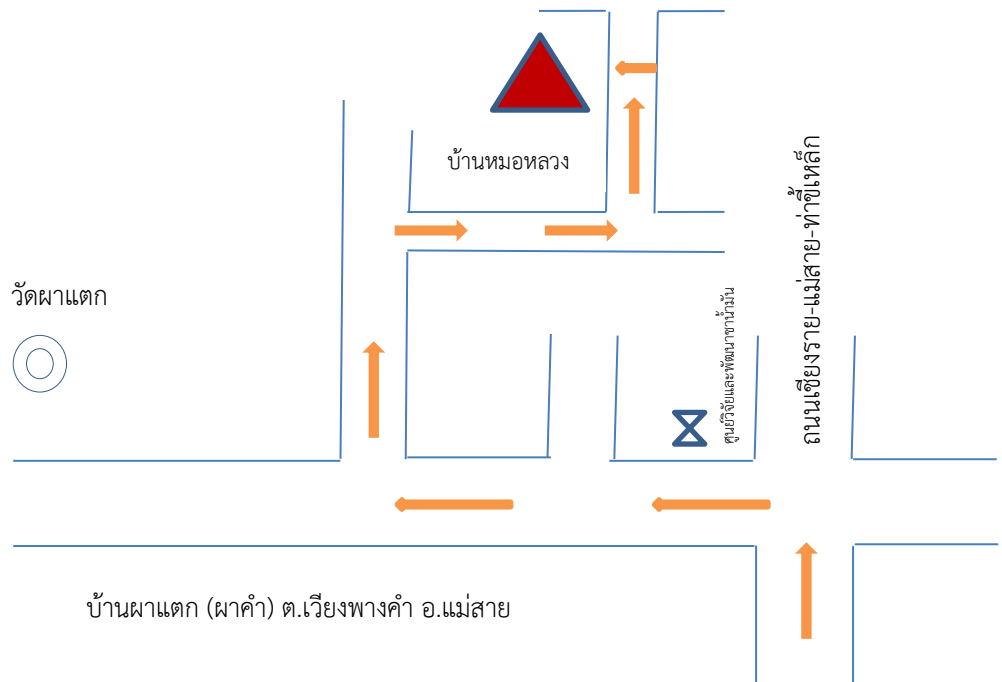 บ้านหมอหลวง
ถนนเชียงราย-แม่สาย-ท่าขี้เหล็ก
วัดผาแตก
ศูนย์วิจัยและพัฒนาชาน้ำมัน
บ้านผาแตก (ผาคำ) ต.เวียงพางคำ อ.แม่สาย